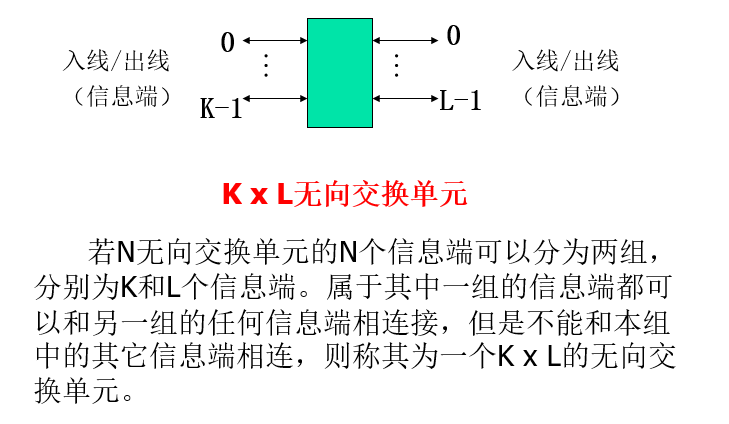 0
0
入线/出线
入线/出线
⋮
⋮
（信息端）
（信息端）
K-1
L-1
K x L无向交换单元
若N无向交换单元的N个信息端可以分为两组，
分别为K和L个信息端。属于其中一组的信息端都可
以和另一组的任何信息端相连接，但是不能和本组
中的其它信息端相连，则称其为一个K x L的无向交
换单元。